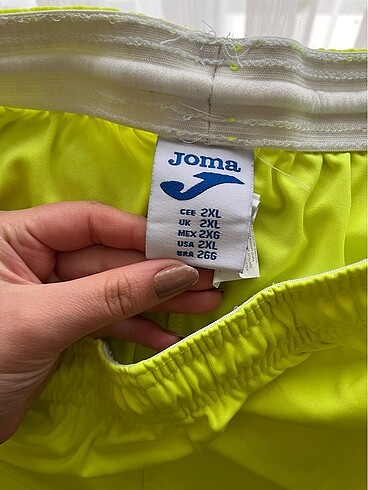 Joma
CEE 2XL
UK 2XL
MEX 2XG
USA 2XL
BRA 2GG